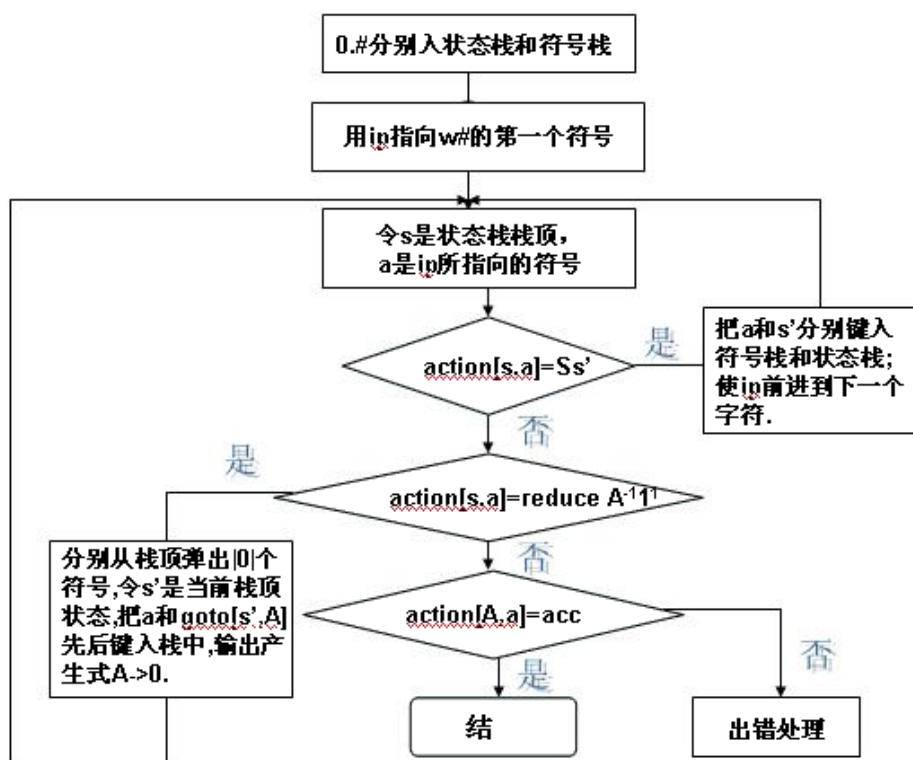 0.#分别入状态栈和符号栈
用ip指向w#的第一个符号
令s是状态栈栈顶,
a是ip所指向的符号
action[s.a]=Ss’
是
把a和s’分别键入
符号栈和状态栈;
使ip前进到下一个
字符.
否
是
action[s.a]=reduce A⁻¹1¹
否
分别从栈顶弹出|0|个
符号,令s’是当前栈顶
状态,把a和goto[s’,A]
先后键入栈中,输出产
生式A->0.
action[A,a]=acc
是
否
结
出错处理